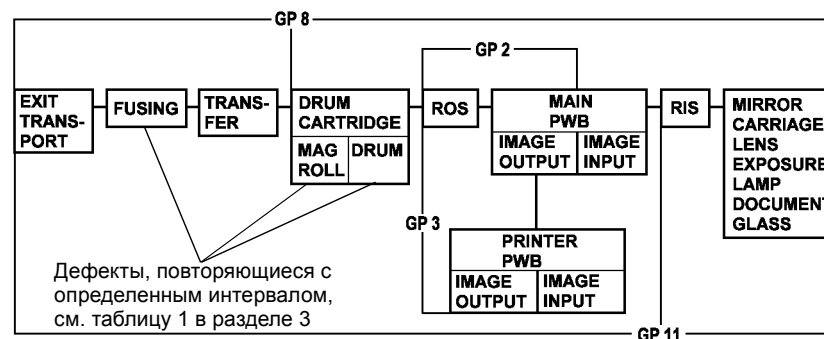 GP 8
GP 2
EXIT
TRANS-
PORT
FUSING
TRANS-
FER
DRUM
CARTRIDGE
MAG
ROLL
DRUM
ROS
MAIN
PWB
IMAGE
OUTPUT
IMAGE
INPUT
RIS
MIRROR
CARRIAGE
LENS
EXPOSURE
LAMP
DOCUMENT
GLASS
GP 3
PRINTER
PWB
IMAGE
OUTPUT
IMAGE
INPUT
Дефекты, повторяющиеся с
определенным интервалом,
см. таблицу 1 в разделе 3
GP 11